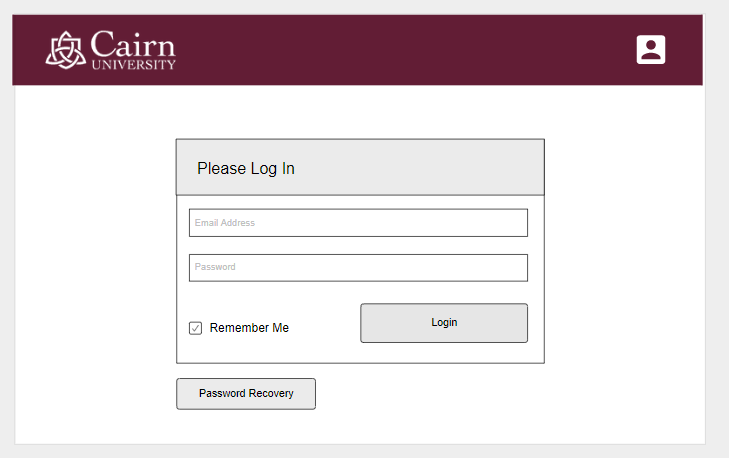 Cairn
UNIVERSITY
Please Log In
Email Address
Password
Remember Me
Login
Password Recovery